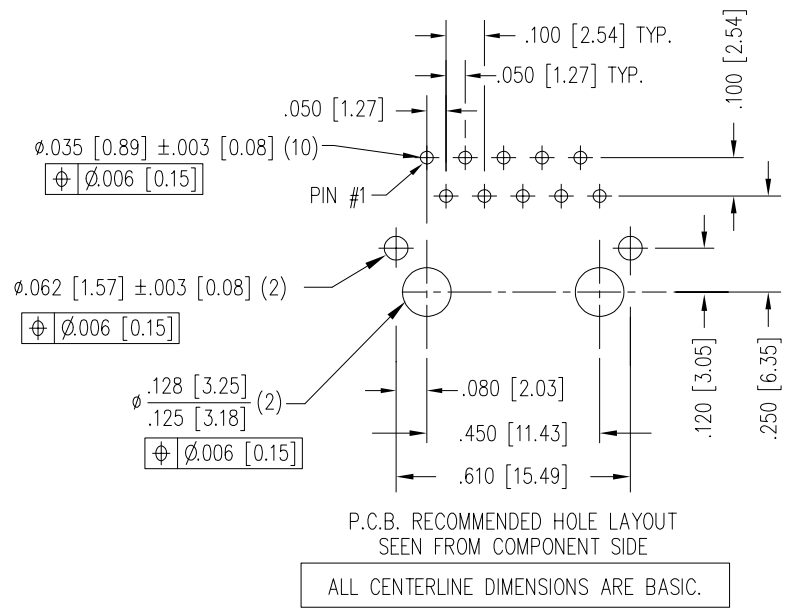 .100 [2.54] TYP.
.050 [1.27] TYP.
.100 [2.54]
.050 [1.27]
⌀.035 [0.89] ±.003 [0.08] (10)
⌖ ⌀.006 [0.15]
PIN #1
⌀.062 [1.57] ±.003 [0.08] (2)
⌖ ⌀.006 [0.15]
⌀ .128 [3.25]
.125 [3.18] (2)
⌖ ⌀.006 [0.15]
.080 [2.03]
.450 [11.43]
.610 [15.49]
.120 [3.05]
.250 [6.35]
P.C.B. RECOMMENDED HOLE LAYOUT
SEEN FROM COMPONENT SIDE
ALL CENTERLINE DIMENSIONS ARE BASIC.